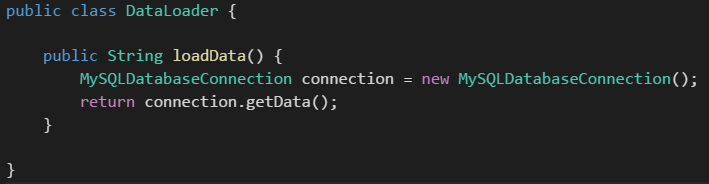 public class DataLoader {
    public String loadData() {
        MySQLDatabaseConnection connection = new MySQLDatabaseConnection();
        return connection.getData();
    }
}